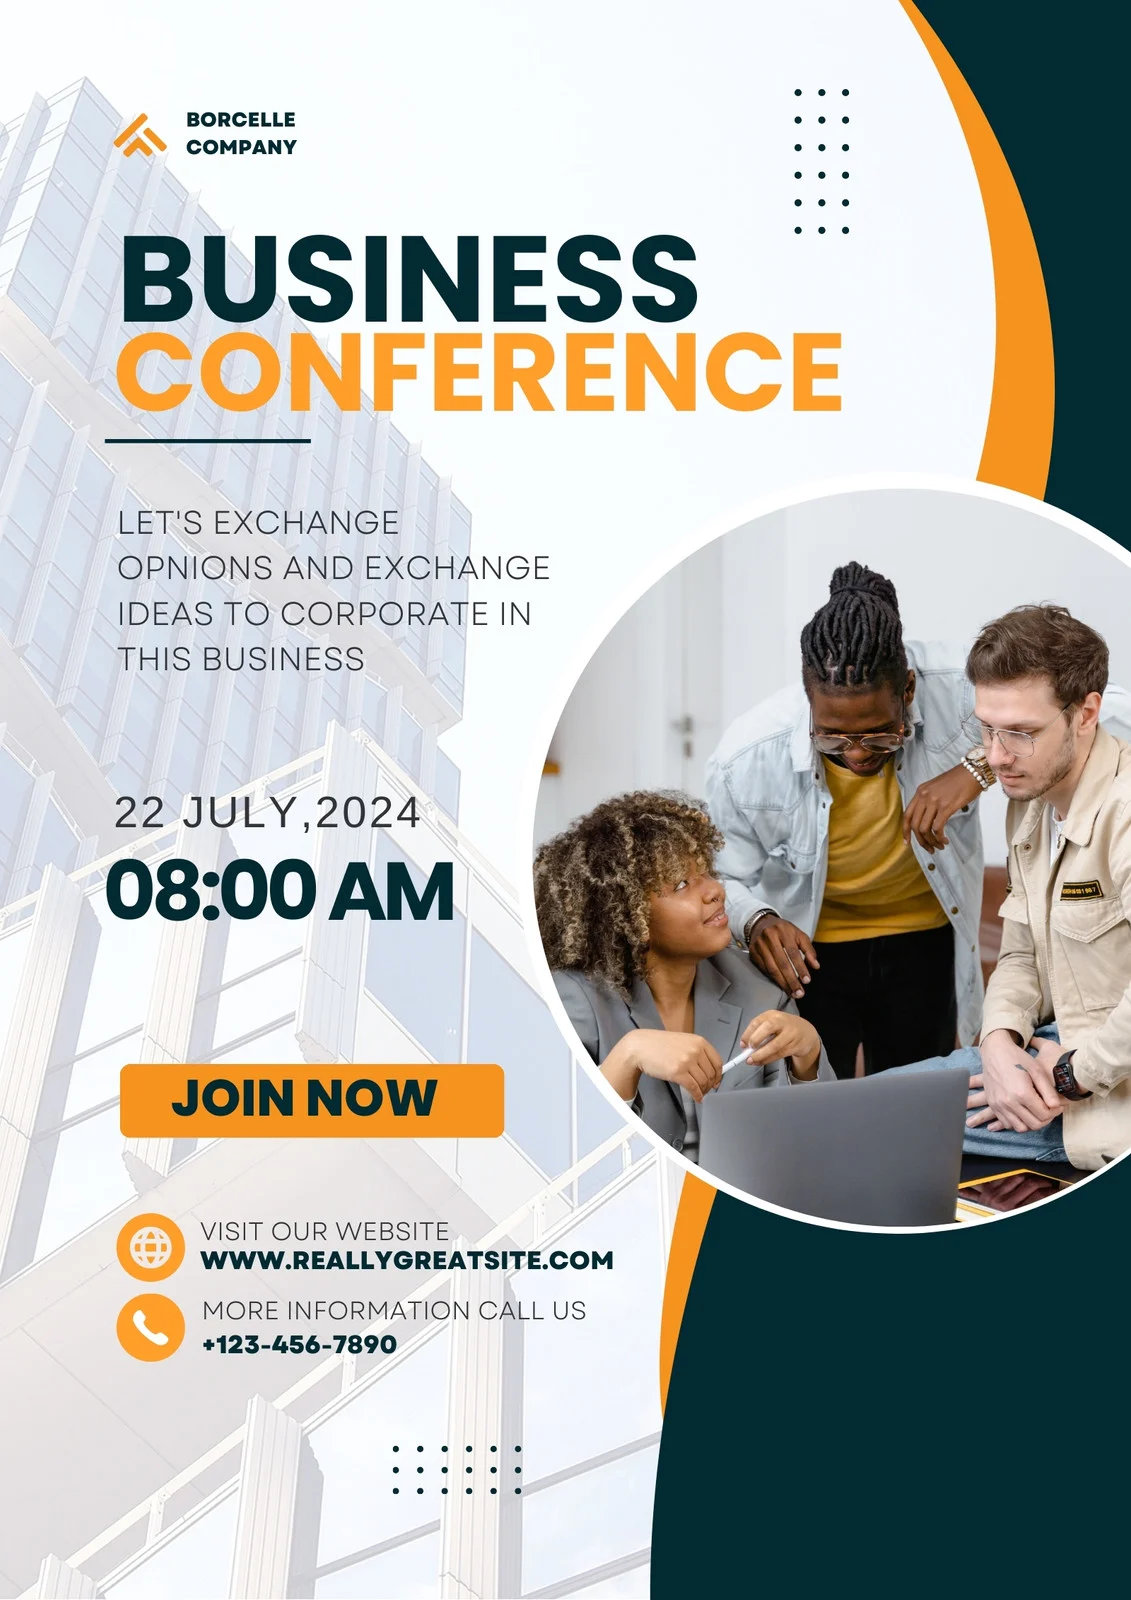 BORCELLE
COMPANY
BUSINESS
CONFERENCE
LET'S EXCHANGE
OPNIONS AND EXCHANGE
IDEAS TO CORPORATE IN
THIS BUSINESS
22 JULY,2024
08:00 AM
JOIN NOW
VISIT OUR WEBSITE
WWW.REALLYGREATSITE.COM
MORE INFORMATION CALL US
+123-456-7890